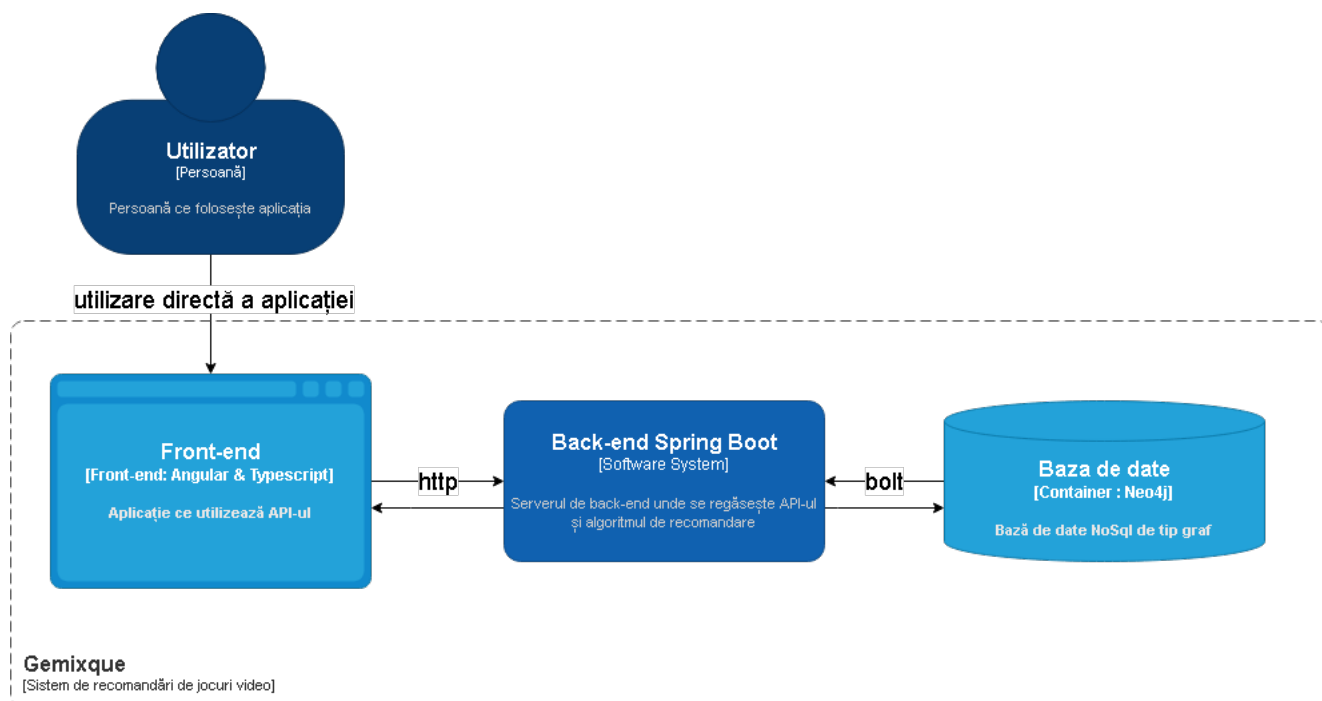 Utilizator
[Persoană]
Persoană ce folosește aplicația
utilizare directă a aplicației
Front-end
[Front-end: Angular & Typescript]
Aplicație ce utilizează API-ul
http
Back-end Spring Boot
[Software System]
Serverul de back-end unde se regăsește API-ul
și algoritmul de recomandare
bolt
Baza de date
[Container : Neo4j]
Bază de date NoSql de tip graf
Gemixque
[Sistem de recomandări de jocuri video]